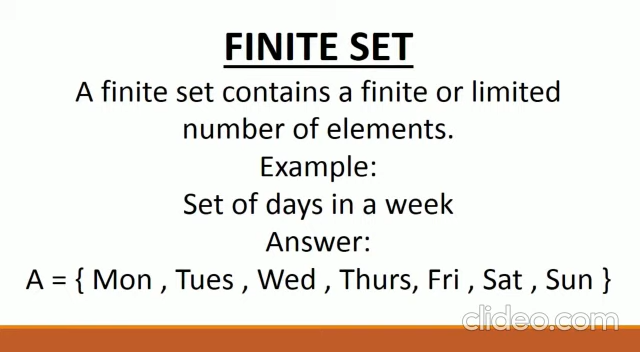 FINITE SET
A finite set contains a finite or limited
number of elements.
Example:
Set of days in a week
Answer:
A = { Mon , Tues , Wed , Thurs, Fri , Sat , Sun }
clideo.com